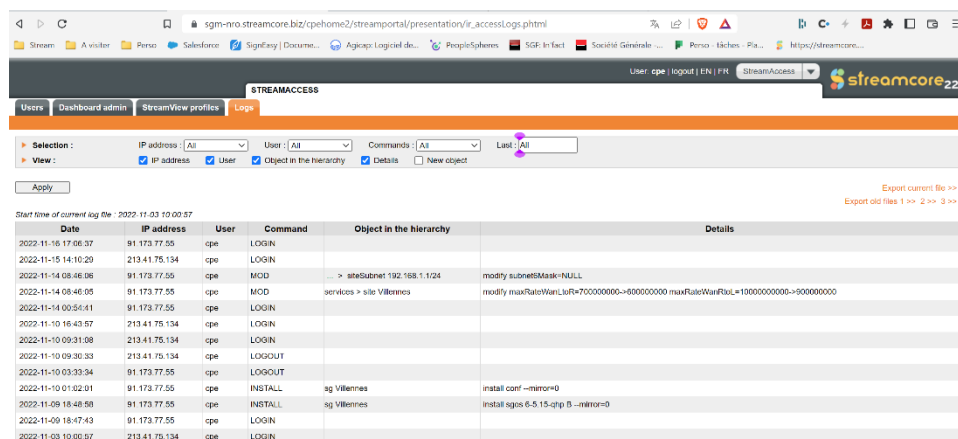 sgm-nro.streamcore.biz/cpehome2/streamportal/presentation/ir_accessLogs.phtml
Stream A visiter Perso Salesforce SignEasy | Docume... Agicap: Logiciel de... PeopleSpheres 5GF: In'fact Société Générale -... Perso - tâches - Pla... https://streamcore....
User: cpe | logout | EN | FR StreamAccess
streamcore22
STREAMACCESS
Users Dashboard admin StreamView profiles Logs
Selection : IP address : All User : All Commands : All Last : All
View : IP address User Object in the hierarchy Details New object
Apply
Export current file >>
Export old files 1 >> 2 >> 3 >>
Start time of current log file : 2022-11-03 10:00:57
Date IP address User Command Object in the hierarchy Details
2022-11-16 17:06:37 91.173.77.55 cpe LOGIN
2022-11-15 14:10:29 213.41.75.134 cpe LOGIN
2022-11-14 08:46:06 91.173.77.55 cpe MOD ... > siteSubnet 192.168.1.1/24 modify subnet6Mask=NULL
2022-11-14 08:46:05 91.173.77.55 cpe MOD services > site Villennes modify maxRateWanLtoR=700000000->600000000 maxRateWanRtoL=10000000000->900000000
2022-11-14 00:54:41 91.173.77.55 cpe LOGIN
2022-11-10 16:43:57 213.41.75.134 cpe LOGIN
2022-11-10 09:31:08 213.41.75.134 cpe LOGIN
2022-11-10 09:30:33 213.41.75.134 cpe LOGOUT
2022-11-10 03:33:34 91.173.77.55 cpe LOGOUT
2022-11-10 01:02:01 91.173.77.55 cpe INSTALL sg Villennes install conf --mirror=0
2022-11-09 18:48:58 91.173.77.55 cpe INSTALL sg Villennes install sgos 6-5.15-qhp B --mirror=0
2022-11-09 18:47:43 91.173.77.55 cpe LOGIN
2022-11-03 10:00:57 213.41.75.134 cpe LOGIN